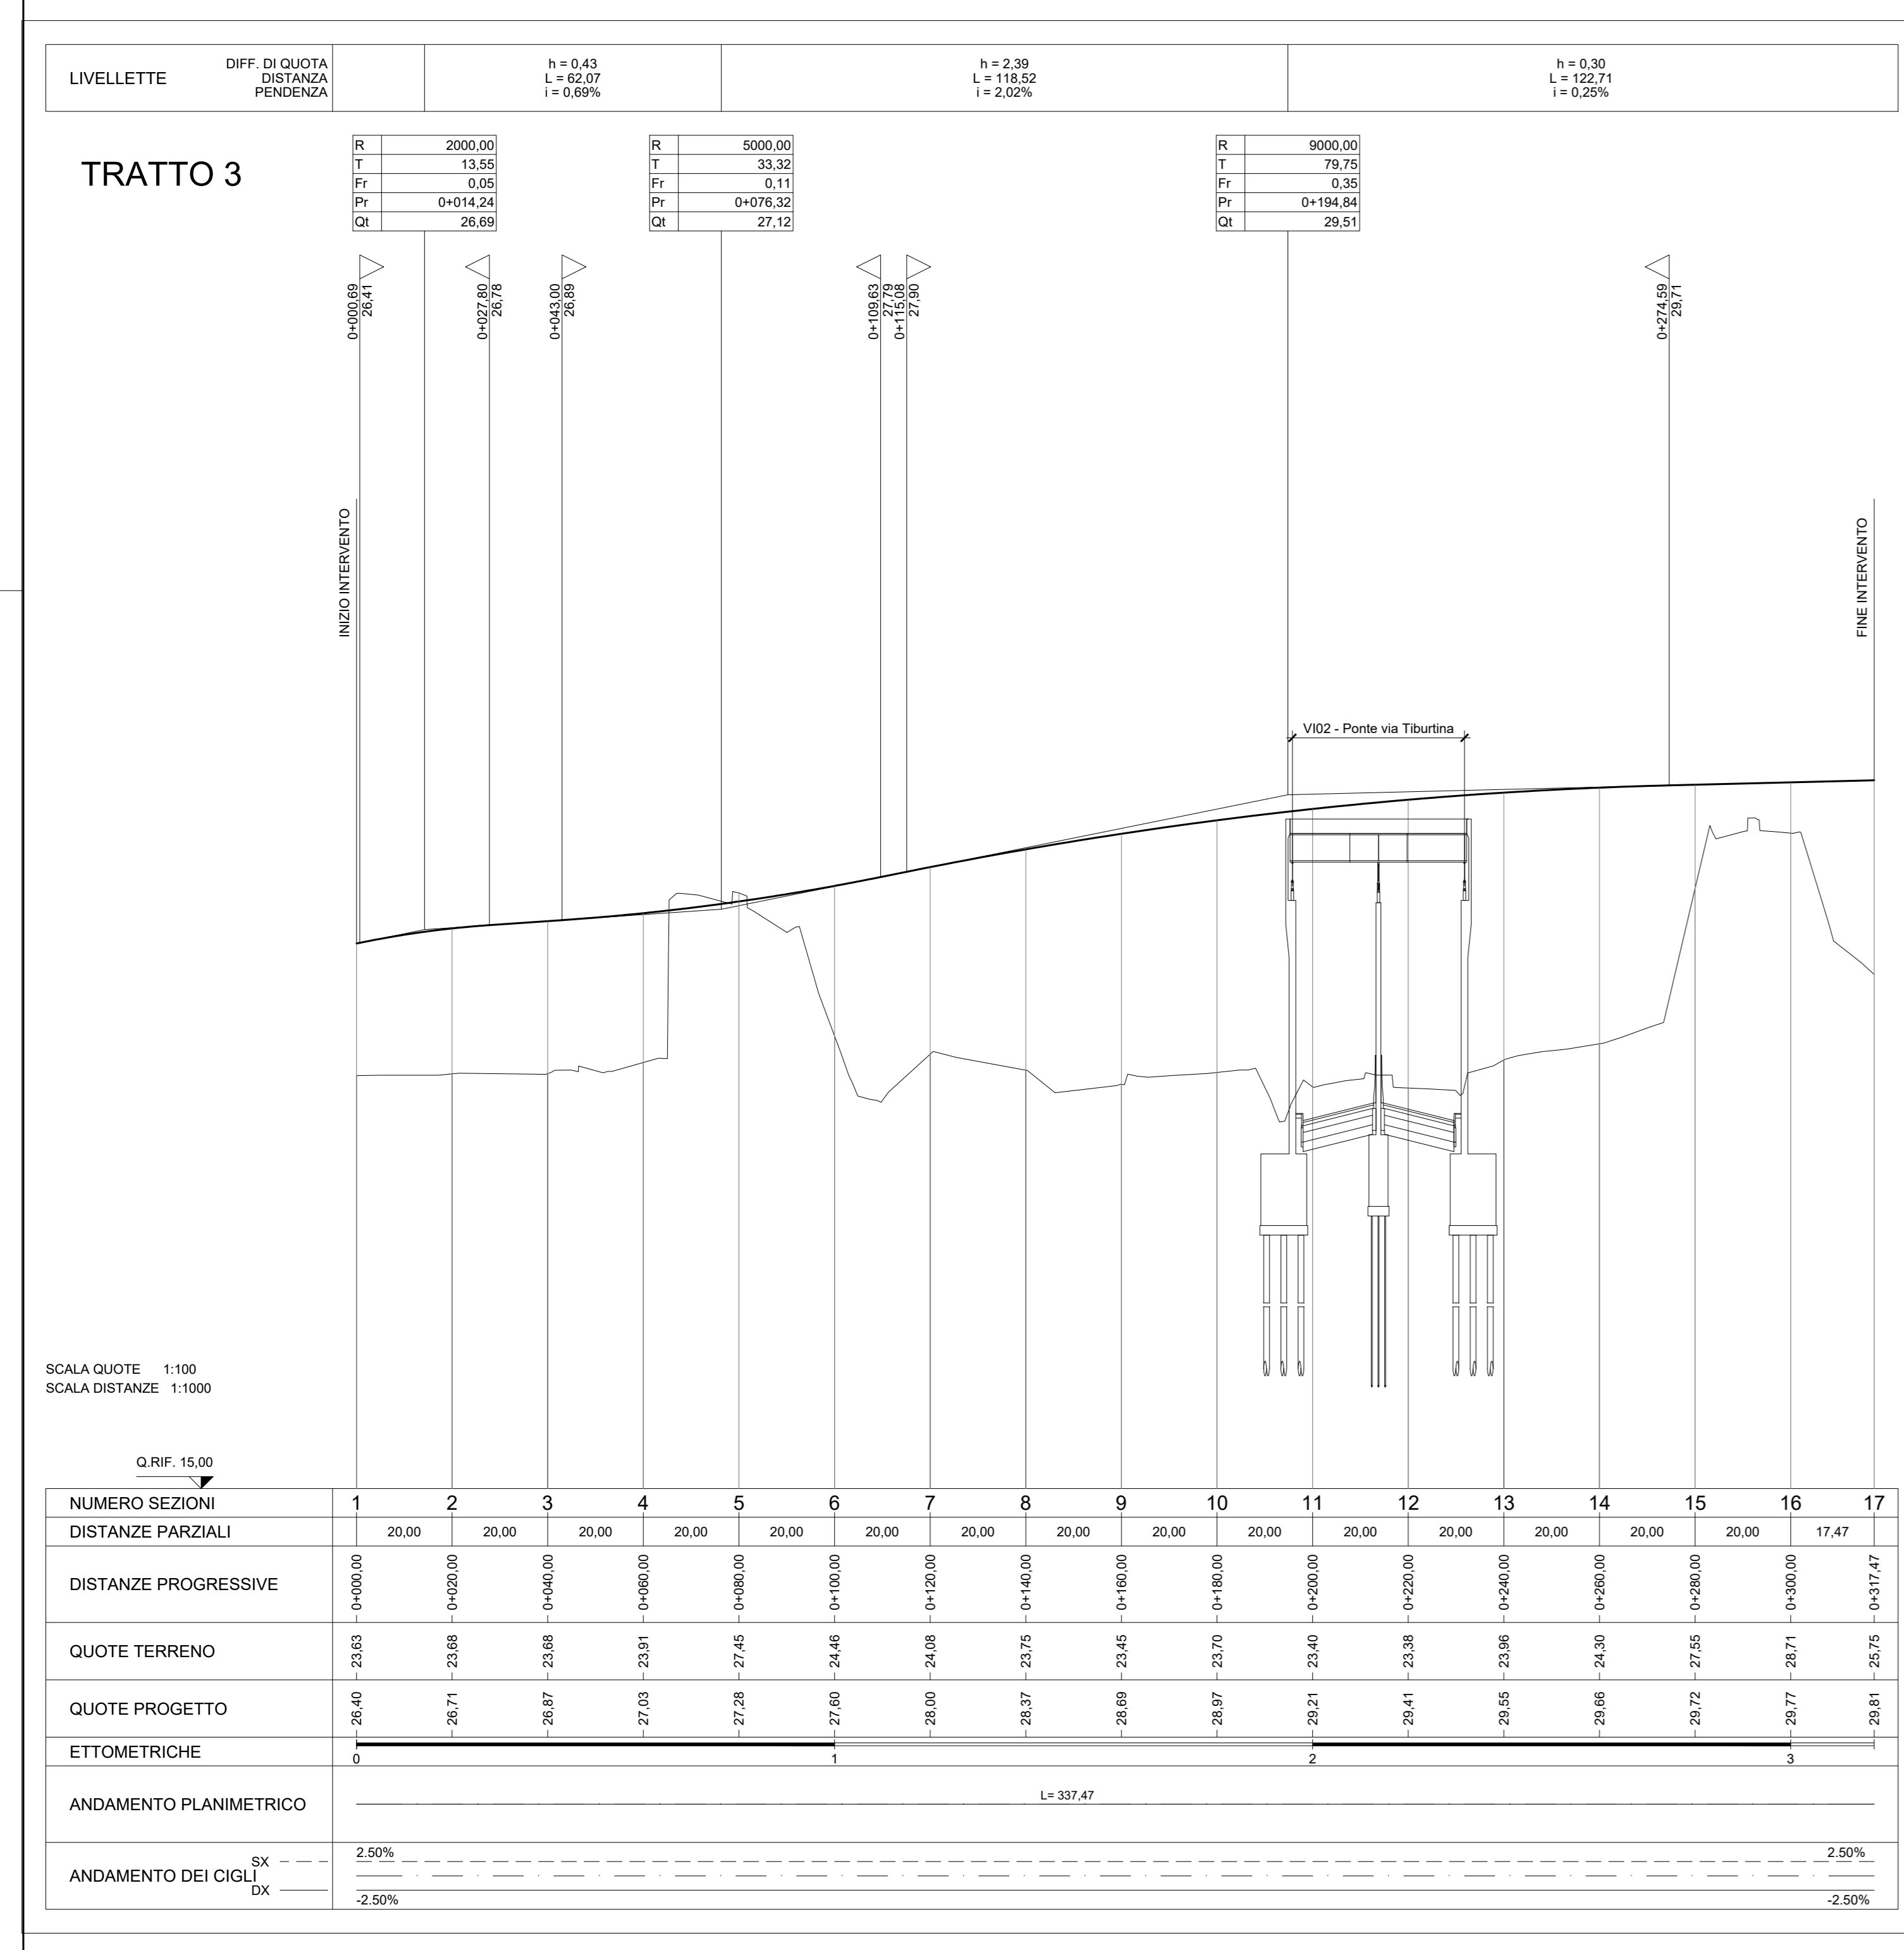 LIVELLETTE
DIFF. DI QUOTA
DISTANZA
PENDENZA
h = 0,43
L = 62,07
i = 0,69%
h = 2,39
L = 118,52
i = 2,02%
h = 0,30
L = 122,71
i = 0,25%
TRATTO 3
R 2000,00
T 13,55
Fr 0,05
Pr 0+014,24
Qt 26,69
R 5000,00
T 33,32
Fr 0,11
Pr 0+076,32
Qt 27,12
R 9000,00
T 79,75
Fr 0,35
Pr 0+194,84
Qt 29,51
0+000,69
26,41
0+027,80
26,78
0+043,00
26,89
0+109,63
27,79
0+115,08
27,90
0+274,59
29,71
INIZIO INTERVENTO
FINE INTERVENTO
VI02 - Ponte via Tiburtina
SCALA QUOTE 1:100
SCALA DISTANZE 1:1000
Q.RIF. 15,00
NUMERO SEZIONI 1 2 3 4 5 6 7 8 9 10 11 12 13 14 15 16 17
DISTANZE PARZIALI 20,00 20,00 20,00 20,00 20,00 20,00 20,00 20,00 20,00 20,00 20,00 20,00 20,00 20,00 20,00 17,47
DISTANZE PROGRESSIVE 0+000,00 0+020,00 0+040,00 0+060,00 0+080,00 0+100,00 0+120,00 0+140,00 0+160,00 0+180,00 0+200,00 0+220,00 0+240,00 0+260,00 0+280,00 0+300,00 0+317,47
QUOTE TERRENO 23,63 23,68 23,68 23,91 27,45 24,46 24,08 23,75 23,45 23,70 23,40 23,38 23,96 24,30 27,55 28,71 25,75
QUOTE PROGETTO 26,40 26,71 26,87 27,03 27,28 27,60 28,00 28,37 28,69 28,97 29,21 29,41 29,55 29,66 29,72 29,77 29,81
ETTOMETRICHE 0 1 2 3
ANDAMENTO PLANIMETRICO L= 337,47
ANDAMENTO DEI CIGLI
SX 2.50% 2.50%
DX -2.50% -2.50%